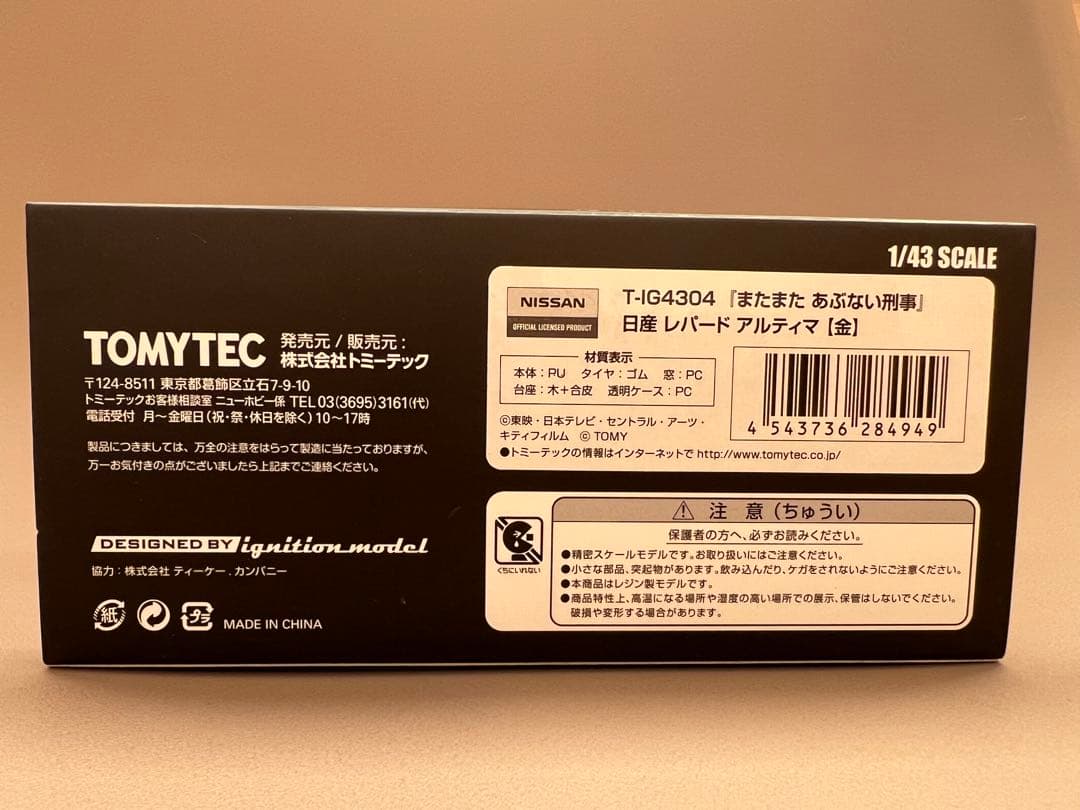 1/43 SCALE
TOMYTEC
発売元 / 販売元 :
株式会社トミーテック
〒124-8511 東京都葛飾区立石7-9-10
トミーテックお客様相談室 ニューホビー係 TEL 03(3695)3161(代)
電話受付 月〜金曜日(祝・祭・休日を除く)10〜17時
製品につきましては、万全の注意をはらって製造に当たっておりますが、
万一お気付きの点がございましたら上記までご連絡ください。
DESIGNED BY ignition model
協力 : 株式会社 ティーケー . カンパニー
紙
プラ
MADE IN CHINA
NISSAN
OFFICIAL LICENSED PRODUCT
T-IG4304 『またまた あぶない刑事』
日産 レパード アルティマ【金】
材質表示
本体 : PU タイヤ : ゴム 窓 : PC
台座 : 木+合皮 透明ケース : PC
©東映・日本テレビ・セントラル・アーツ・
キティフィルム © TOMY
●トミーテックの情報はインターネットで http://www.tomytec.co.jp/
4 543736 284949
くちにいれない
⚠ 注 意(ちゅうい)
保護者の方へ、必ずお読みください。
●精密スケールモデルです。お取り扱いにはご注意ください。
●小さな部品、突起物があります。飲み込んだり、ケガをされないようにご注意ください。
●本商品はレジン製モデルです。
●商品特性上、高温になる場所や湿度の高い場所での展示、保管はしないでください。
破損や変形する場合があります。